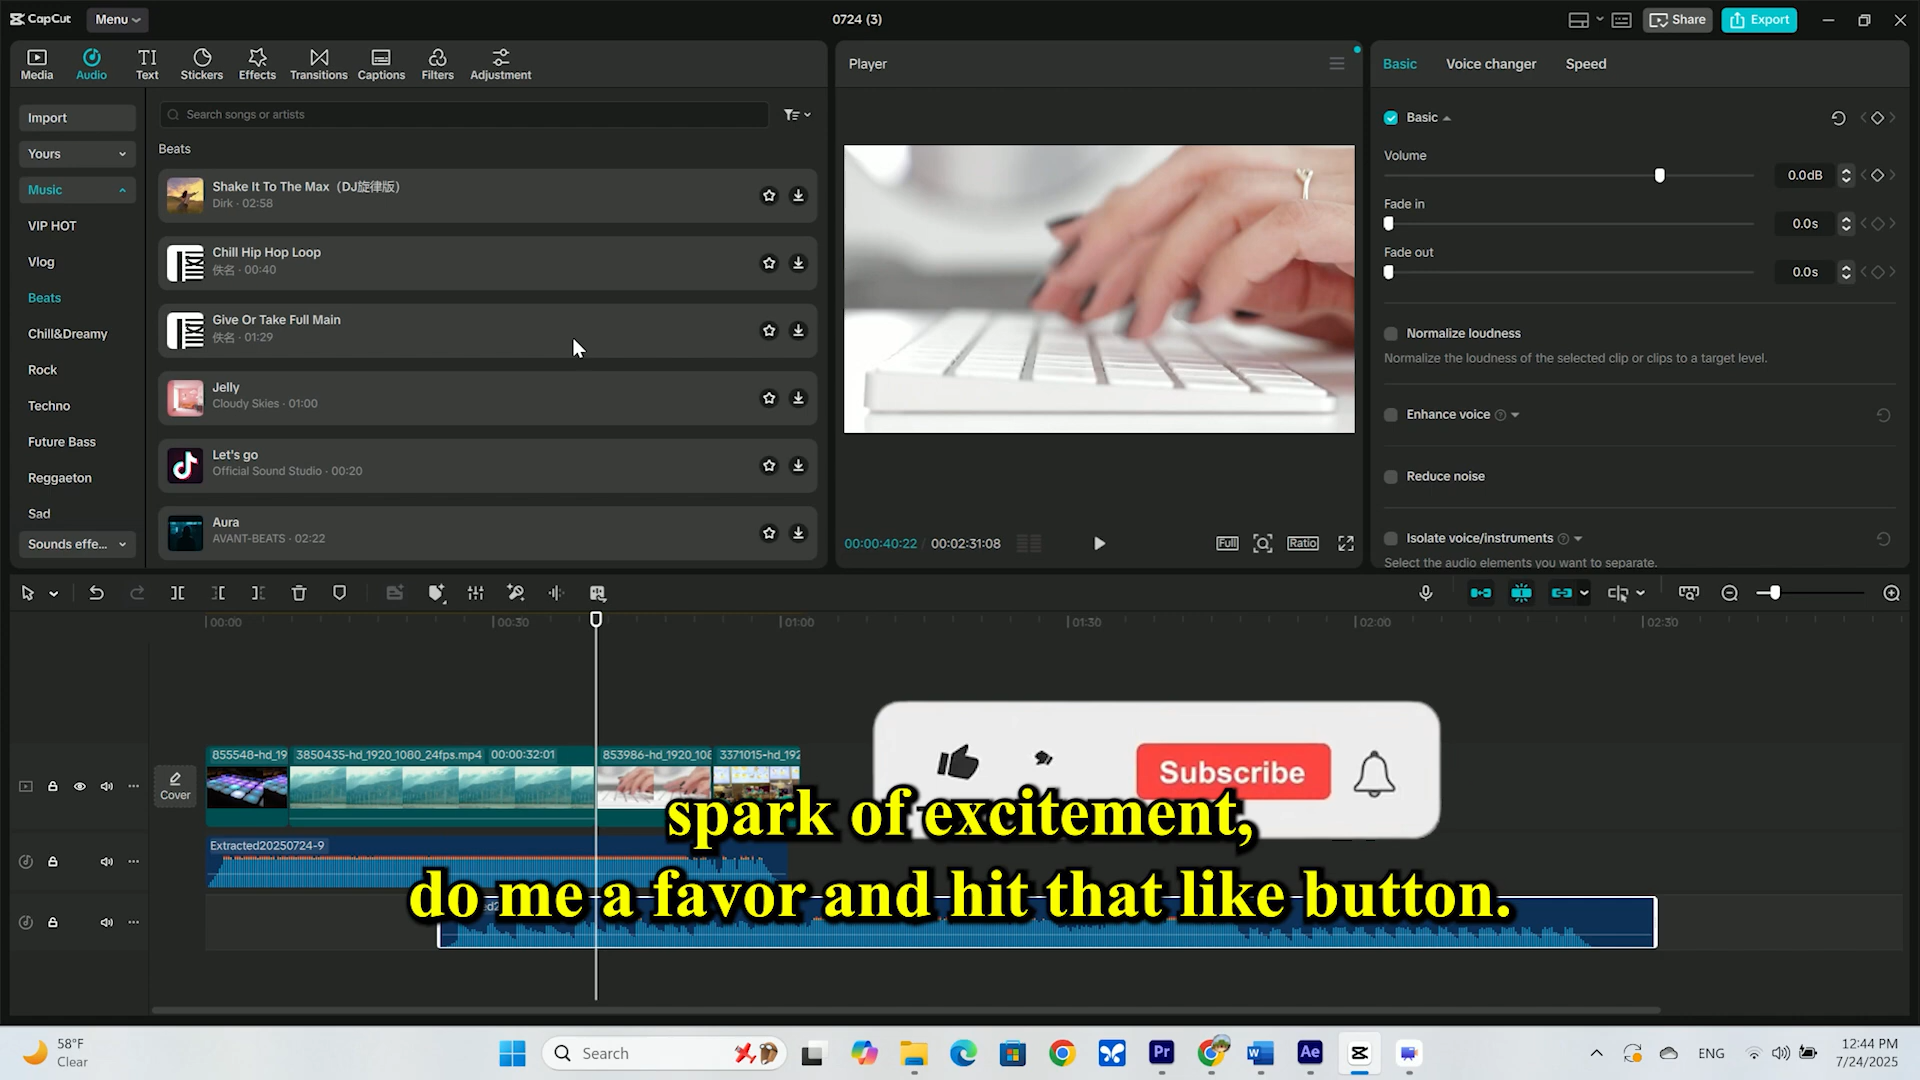 CapCut
Menu
0724 (3)
Share
Export
Media
Audio
Text
Stickers
Effects
Transitions
Captions
Filters
Adjustment
Player
Basic
Voice changer
Speed
Import
Yours
Music
VIP HOT
Vlog
Beats
Chill&Dreamy
Rock
Techno
Future Bass
Reggaeton
Sad
Sounds effe...
Search songs or artists
Beats
Shake It To The Max（DJ旋律版）
Dirk · 02:58
Chill Hip Hop Loop
佚名 · 00:40
Give Or Take Full Main
佚名 · 01:29
Jelly
Cloudy Skies · 01:00
Let's go
Official Sound Studio · 00:20
Aura
AVANT-BEATS · 02:22
00:00:40:22 / 00:02:31:08
Full
Ratio
Basic
Volume
0.0dB
Fade in
0.0s
Fade out
0.0s
Normalize loudness
Normalize the loudness of the selected clip or clips to a target level.
Enhance voice
Reduce noise
Isolate voice/instruments
Select the audio elements you want to separate.
00:00
00:30
01:00
01:30
02:00
02:30
Cover
855548-hd_19
3850435-hd_1920_1080_24fps.mp4 00:00:32:01
853986-hd_1920_108
3371015-hd_192
Extracted20250724-9
Subscribe
spark of excitement,
do me a favor and hit that like button.
58°F
Clear
Search
Pr
W
Ae
ENG
12:44 PM
7/24/2025